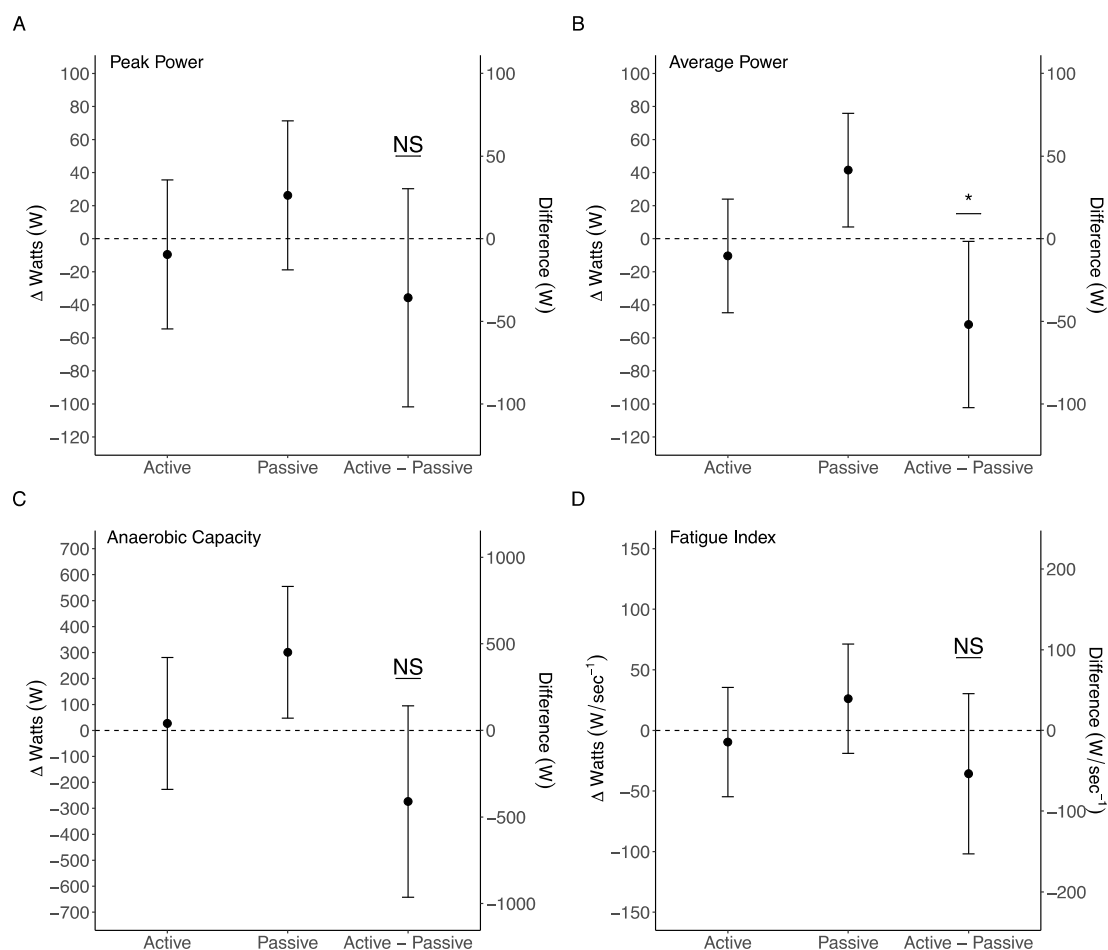 A
Peak Power
100
80
60
40
20
0
−20
−40
−60
−80
−100
−120
Δ Watts (W)
NS
100
50
0
−50
−100
Difference (W)
Active
Passive
Active − Passive
B
Average Power
100
80
60
40
20
0
−20
−40
−60
−80
−100
−120
Δ Watts (W)
*
100
50
0
−50
−100
Difference (W)
Active
Passive
Active − Passive
C
Anaerobic Capacity
700
600
500
400
300
200
100
0
−100
−200
−300
−400
−500
−600
−700
Δ Watts (W)
NS
1000
500
0
−500
−1000
Difference (W)
Active
Passive
Active − Passive
D
Fatigue Index
150
100
50
0
−50
−100
−150
Δ Watts (W/sec⁻¹)
NS
200
100
0
−100
−200
Difference (W/sec⁻¹)
Active
Passive
Active − Passive